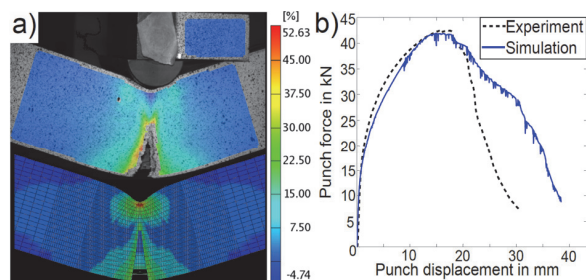 a)
[%]
52.63
45.00
37.50
30.00
22.50
15.00
7.50
-4.74
b)
45
40
35
30
25
20
15
10
5
0
Punch force in kN
Experiment
Simulation
0 10 20 30 40
Punch displacement in mm